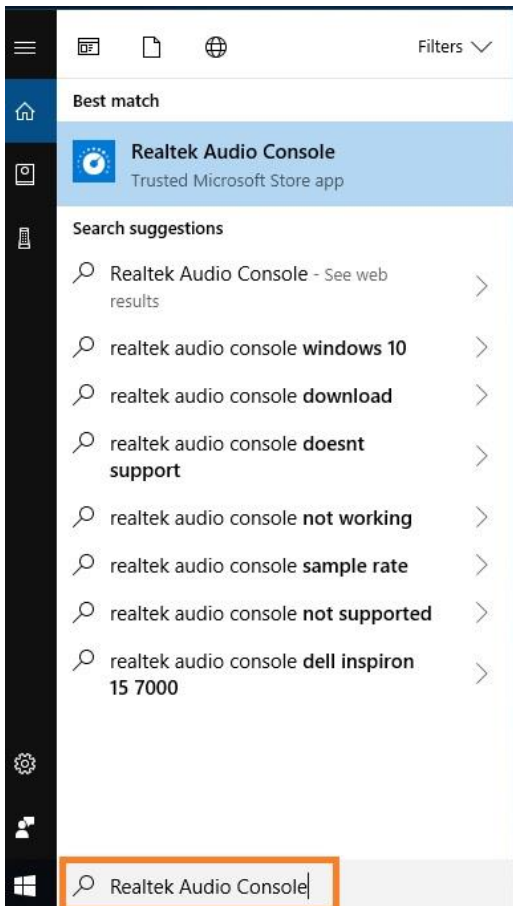 Filters
Best match
Realtek Audio Console
Trusted Microsoft Store app
Search suggestions
Realtek Audio Console - See web
results
realtek audio console windows 10
realtek audio console download
realtek audio console doesnt
support
realtek audio console not working
realtek audio console sample rate
realtek audio console not supported
realtek audio console dell inspiron
15 7000
Realtek Audio Console